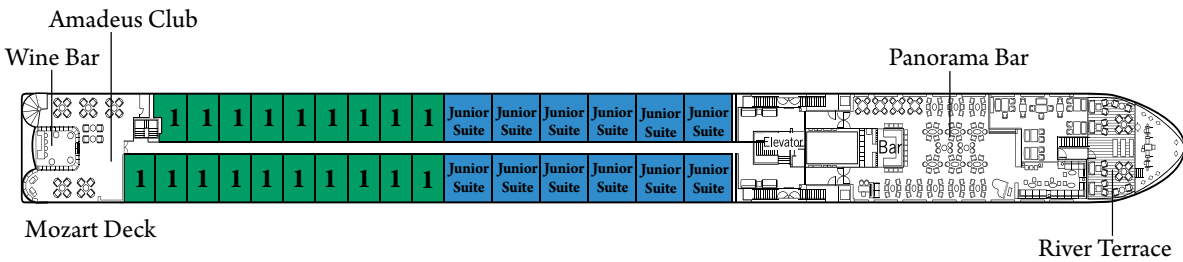 Amadeus Club
Wine Bar
Panorama Bar
1 1 1 1 1 1 1 1 1
Junior Suite
Junior Suite
Junior Suite
Junior Suite
Junior Suite
Junior Suite
Elevator
Bar
1 1 1 1 1 1 1 1 1 1
Junior Suite
Junior Suite
Junior Suite
Junior Suite
Junior Suite
Junior Suite
Mozart Deck
River Terrace